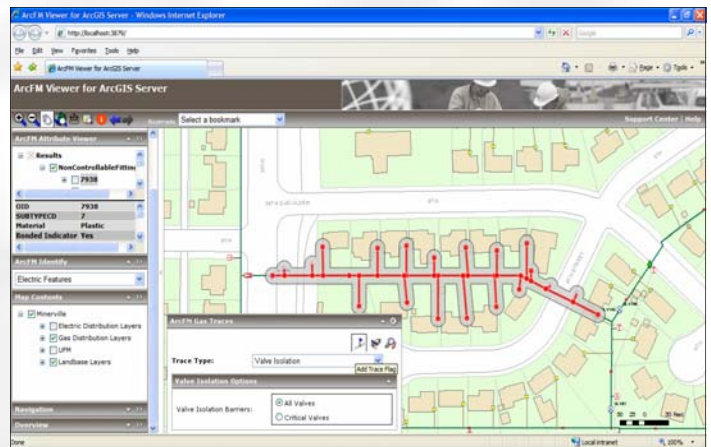 ArcFM Viewer for ArcGIS Server - Windows Internet Explorer
http://localhost:3879/
File Edit View Favorites Tools Help
ArcFM Viewer for ArcGIS Server
Page Tools
ArcFM Viewer for ArcGIS Server
Select a bookmark
Support Center | Help
ArcFM Attribute Viewer
Results
NonControllableFitting
7938
OID 7938
SUBTYPECD 7
Material Plastic
Bonded Indicator Yes
ArcFM Identify
Electric Features
Map Contents
Minerville
Electric Distribution Layers
Gas Distribution Layers
UFM
Landbase Layers
Navigation
Overview
ArcFM Gas Traces
Trace Type: Valve Isolation
Add Trace Flag
Valve Isolation Options
Valve Isolation Barriers:
All Valves
Critical Valves
Done
Local intranet
100%